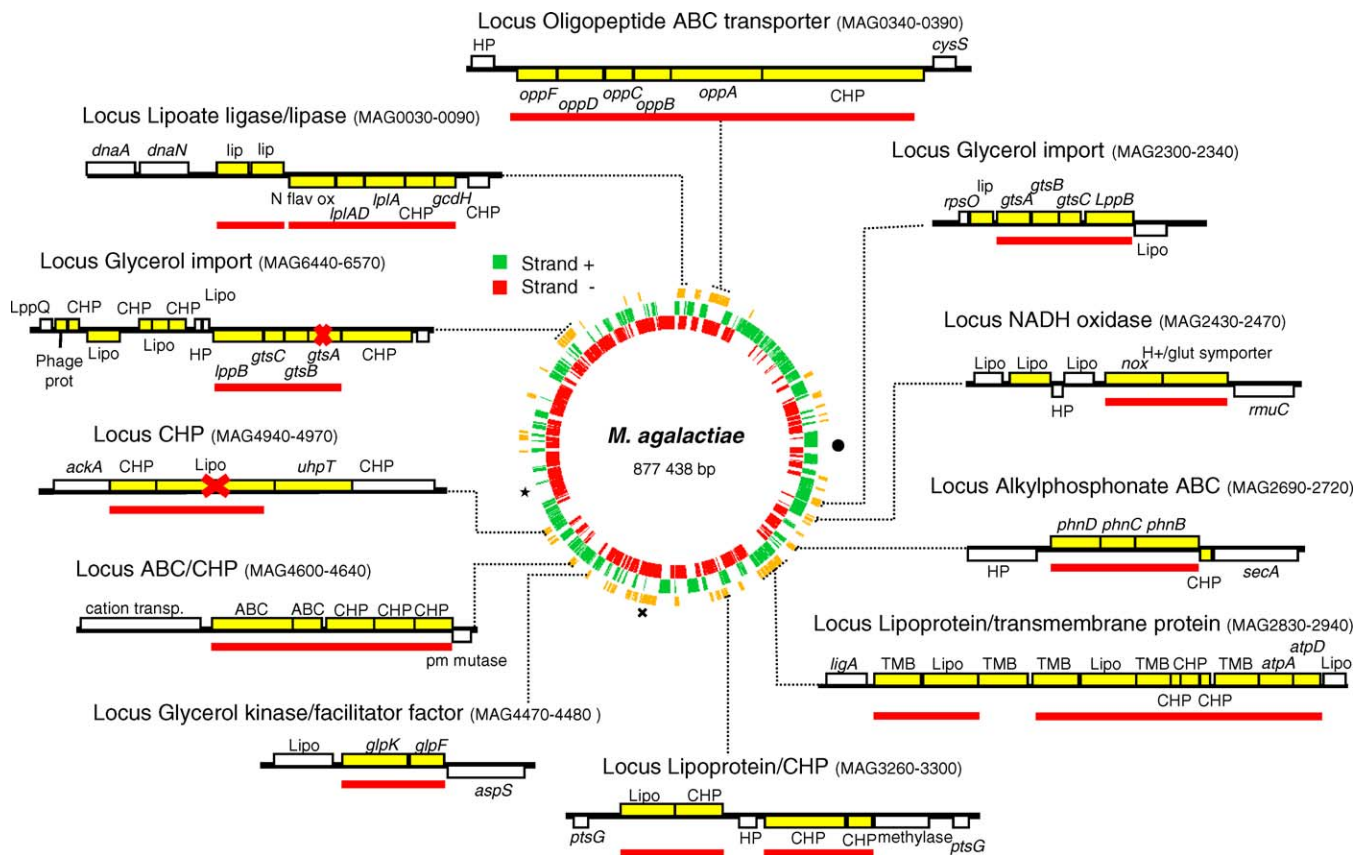 Locus Oligopeptide ABC transporter (MAG0340-0390)
HP
cysS
oppF
oppD
oppC
oppB
oppA
CHP
Locus Lipoate ligase/lipase (MAG0030-0090)
dnaA
dnaN
lip
lip
N flav ox
lplAD
lplA
CHP
gcdH
CHP
Locus Glycerol import (MAG2300-2340)
rpsO
lip
gtsA
gtsB
gtsC
LppB
Lipo
Locus Glycerol import (MAG6440-6570)
LppQ
CHP
CHP
CHP
Lipo
Phage
prot
Lipo
Lipo
HP
lppB
gtsC
gtsB
gtsA
CHP
Strand +
Strand -
Locus NADH oxidase (MAG2430-2470)
Lipo
Lipo
HP
Lipo
nox
H+/glut symporter
rmuC
M. agalactiae
877 438 bp
Locus CHP (MAG4940-4970)
ackA
CHP
Lipo
uhpT
CHP
Locus Alkylphosphonate ABC (MAG2690-2720)
phnD
phnC
phnB
HP
CHP
secA
Locus ABC/CHP (MAG4600-4640)
cation transp.
ABC
ABC
CHP
CHP
CHP
pm mutase
Locus Lipoprotein/transmembrane protein (MAG2830-2940)
ligA
TMB
Lipo
TMB
TMB
Lipo
TMB
CHP
TMB
atpA
atpD
Lipo
CHP
CHP
Locus Glycerol kinase/facilitator factor (MAG4470-4480 )
Lipo
glpK
glpF
aspS
Locus Lipoprotein/CHP (MAG3260-3300)
ptsG
Lipo
CHP
HP
CHP
CHP
methylase
ptsG